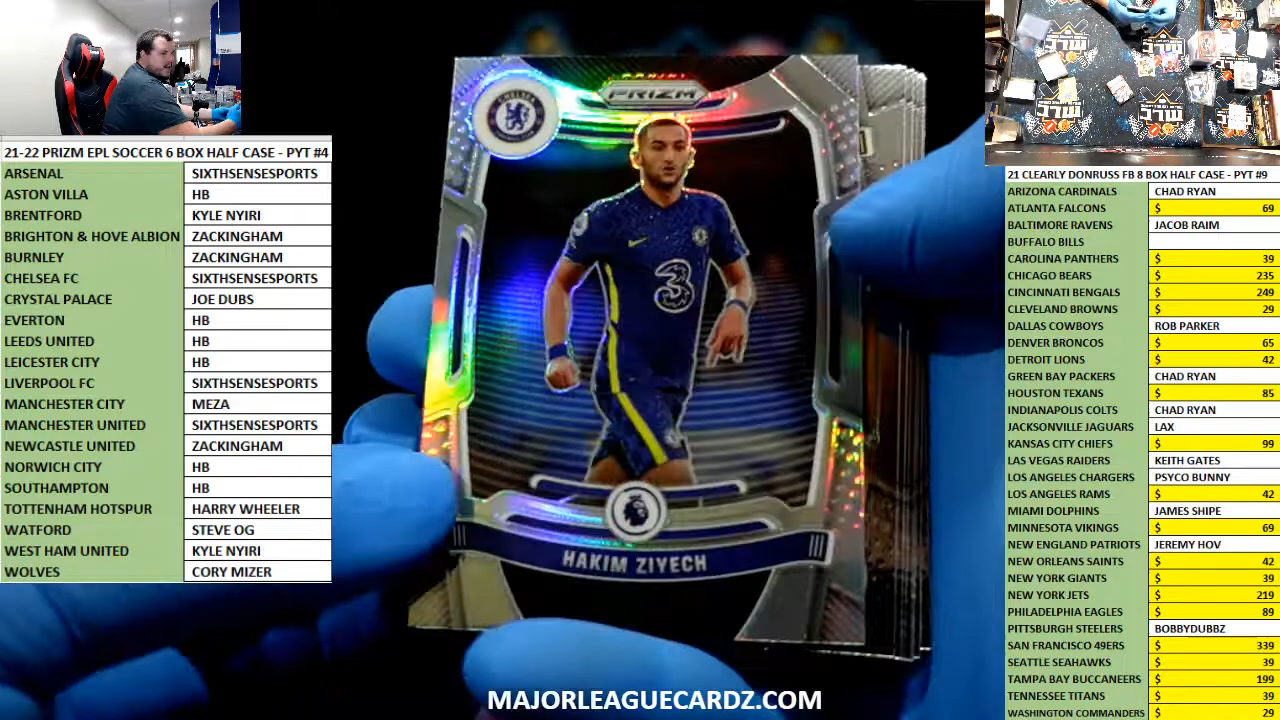 21-22 PRIZM EPL SOCCER 6 BOX HALF CASE - PYT #4
ARSENAL SIXTHSENSESPORTS
ASTON VILLA HB
BRENTFORD KYLE NYIRI
BRIGHTON & HOVE ALBION ZACKINGHAM
BURNLEY ZACKINGHAM
CHELSEA FC SIXTHSENSESPORTS
CRYSTAL PALACE JOE DUBS
EVERTON HB
LEEDS UNITED HB
LEICESTER CITY HB
LIVERPOOL FC SIXTHSENSESPORTS
MANCHESTER CITY MEZA
MANCHESTER UNITED SIXTHSENSESPORTS
NEWCASTLE UNITED ZACKINGHAM
NORWICH CITY HB
SOUTHAMPTON HB
TOTTENHAM HOTSPUR HARRY WHEELER
WATFORD STEVE OG
WEST HAM UNITED KYLE NYIRI
WOLVES CORY MIZER
PANINI
PRIZM
CHELSEA
3
HAKIM ZIYECH
MAJORLEAGUECARDZ.COM
21 CLEARLY DONRUSS FB 8 BOX HALF CASE - PYT #9
ARIZONA CARDINALS CHAD RYAN
ATLANTA FALCONS $ 69
BALTIMORE RAVENS JACOB RAIM
BUFFALO BILLS
CAROLINA PANTHERS $ 39
CHICAGO BEARS $ 235
CINCINNATI BENGALS $ 249
CLEVELAND BROWNS $ 29
DALLAS COWBOYS ROB PARKER
DENVER BRONCOS $ 65
DETROIT LIONS $ 42
GREEN BAY PACKERS CHAD RYAN
HOUSTON TEXANS $ 85
INDIANAPOLIS COLTS CHAD RYAN
JACKSONVILLE JAGUARS LAX
KANSAS CITY CHIEFS $ 99
LAS VEGAS RAIDERS KEITH GATES
LOS ANGELES CHARGERS PSYCO BUNNY
LOS ANGELES RAMS $ 42
MIAMI DOLPHINS JAMES SHIPE
MINNESOTA VIKINGS $ 69
NEW ENGLAND PATRIOTS JEREMY HOV
NEW ORLEANS SAINTS $ 42
NEW YORK GIANTS $ 39
NEW YORK JETS $ 219
PHILADELPHIA EAGLES $ 89
PITTSBURGH STEELERS BOBBYDUBBZ
SAN FRANCISCO 49ERS $ 339
SEATTLE SEAHAWKS $ 39
TAMPA BAY BUCCANEERS $ 199
TENNESSEE TITANS $ 39
WASHINGTON COMMANDERS $ 29